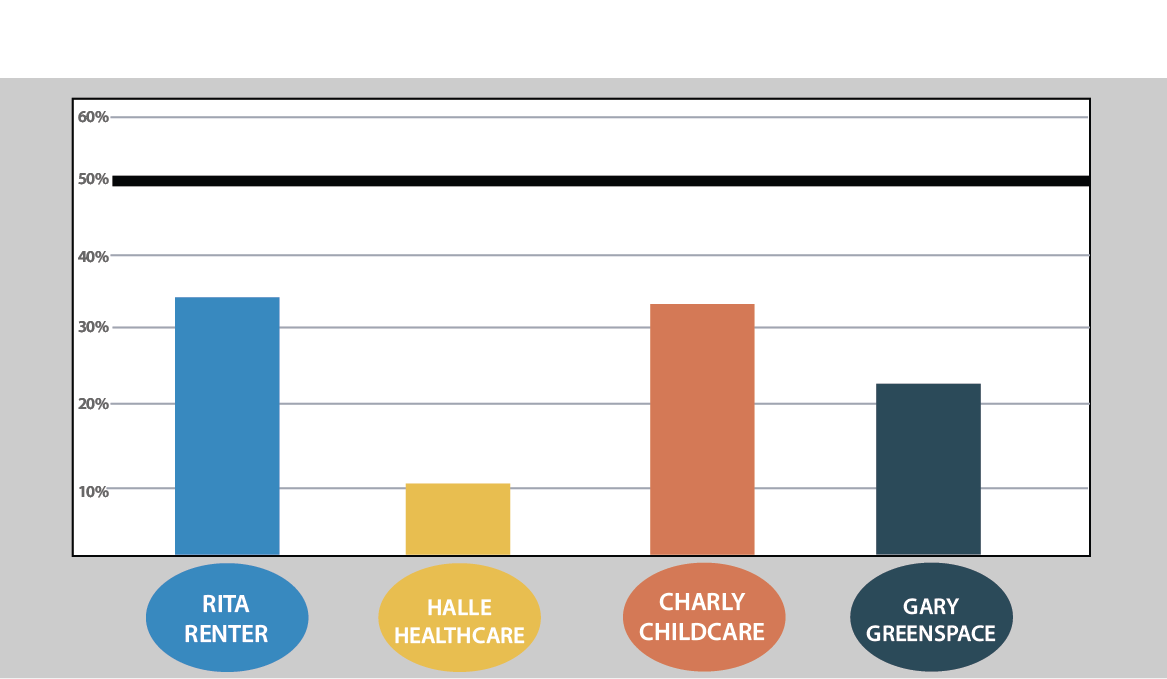 60%
50%
40%
30%
20%
10%
RITA
RENTER
HALLE
HEALTHCARE
CHARLY
CHILDCARE
GARY
GREENSPACE